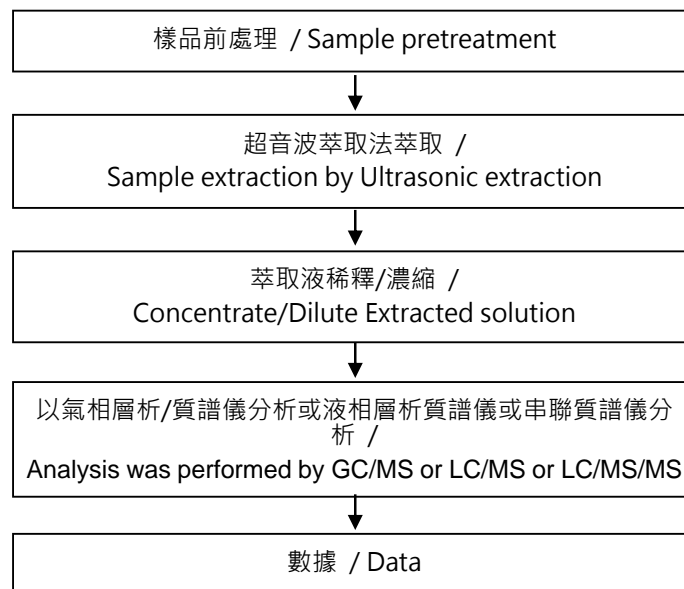 樣品前處理 / Sample pretreatment
超音波萃取法萃取 /
Sample extraction by Ultrasonic extraction
萃取液稀釋/濃縮 /
Concentrate/Dilute Extracted solution
以氣相層析/質譜儀分析或液相層析質譜儀或串聯質譜儀分
析 /
Analysis was performed by GC/MS or LC/MS or LC/MS/MS
數據 / Data